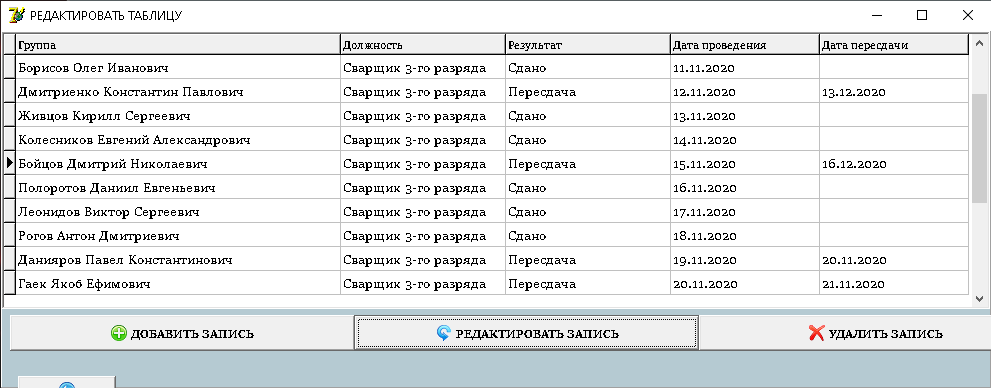 РЕДАКТИРОВАТЬ ТАБЛИЦУ
Группа Должность Результат Дата проведения Дата пересдачи
Борисов Олег Иванович Сварщик 3-го разряда Сдано 11.11.2020
Дмитриенко Константин Павлович Сварщик 3-го разряда Пересдача 12.11.2020 13.12.2020
Живцов Кирилл Сергеевич Сварщик 3-го разряда Сдано 13.11.2020
Колесников Евгений Александрович Сварщик 3-го разряда Сдано 14.11.2020
Бойцов Дмитрий Николаевич Сварщик 3-го разряда Пересдача 15.11.2020 16.12.2020
Полоротов Даниил Евгеньевич Сварщик 3-го разряда Сдано 16.11.2020
Леонидов Виктор Сергеевич Сварщик 3-го разряда Сдано 17.11.2020
Рогов Антон Дмитриевич Сварщик 3-го разряда Сдано 18.11.2020
Данияров Павел Константинович Сварщик 3-го разряда Пересдача 19.11.2020 20.11.2020
Гаек Якоб Ефимович Сварщик 3-го разряда Пересдача 20.11.2020 21.11.2020
ДОБАВИТЬ ЗАПИСЬ РЕДАКТИРОВАТЬ ЗАПИСЬ УДАЛИТЬ ЗАПИСЬ